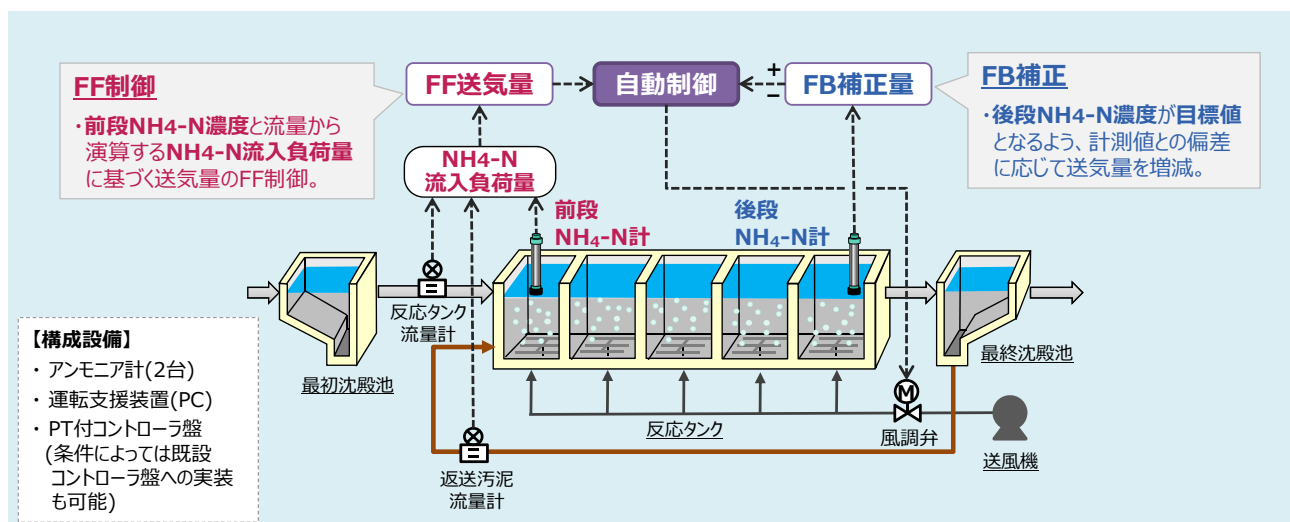 FF制御
・前段NH4-N濃度と流量から
演算するNH4-N流入負荷量
に基づく送気量のFF制御。
FF送気量
自動制御
+
−
FB補正量
FB補正
・後段NH4-N濃度が目標値
となるよう、計測値との偏差
に応じて送気量を増減。
NH4-N
流入負荷量
前段
NH₄-N計
後段
NH₄-N計
反応タンク
流量計
最初沈殿池
最終沈殿池
M
反応タンク
風調弁
送風機
返送汚泥
流量計
【構成設備】
・ アンモニア計(2台)
・ 運転支援装置(PC)
・ PT付コントローラ盤
(条件によっては既設
コントローラ盤への実装
も可能)